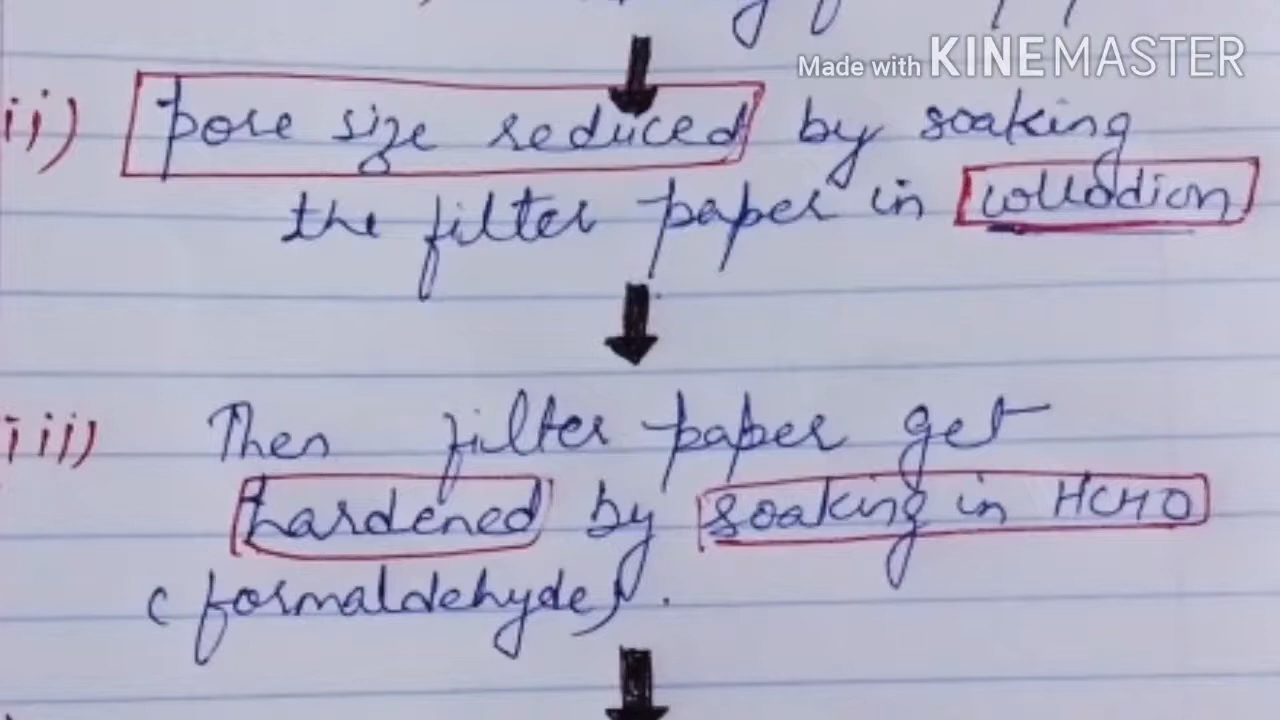 Made with KINEMASTER
ii) pore size reduced by soaking
the filter paper in collodion
iii) Then filter paper get
hardened by soaking in HCHO
(formaldehyde).